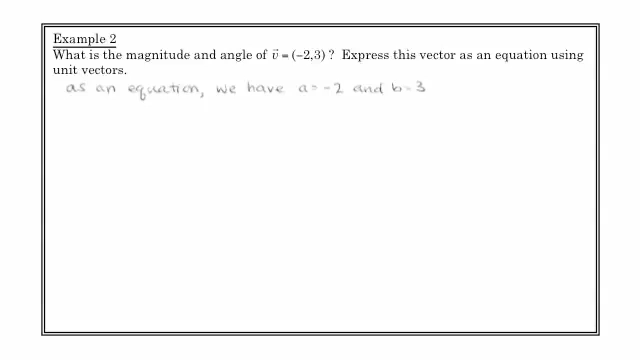 Example 2
What is the magnitude and angle of v⃗ = (−2,3) ? Express this vector as an equation using
unit vectors.
as an equation, we have a = -2 and b = 3